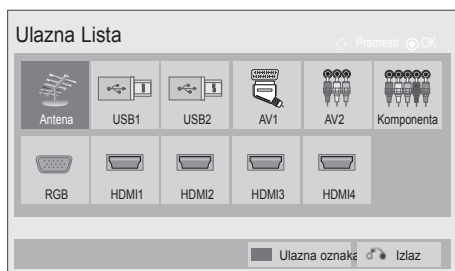 Ulazna Lista
Premesti OK
Antena USB1 USB2 AV1 AV2 Komponenta
RGB HDMI1 HDMI2 HDMI3 HDMI4
Ulazna oznaka Izlaz